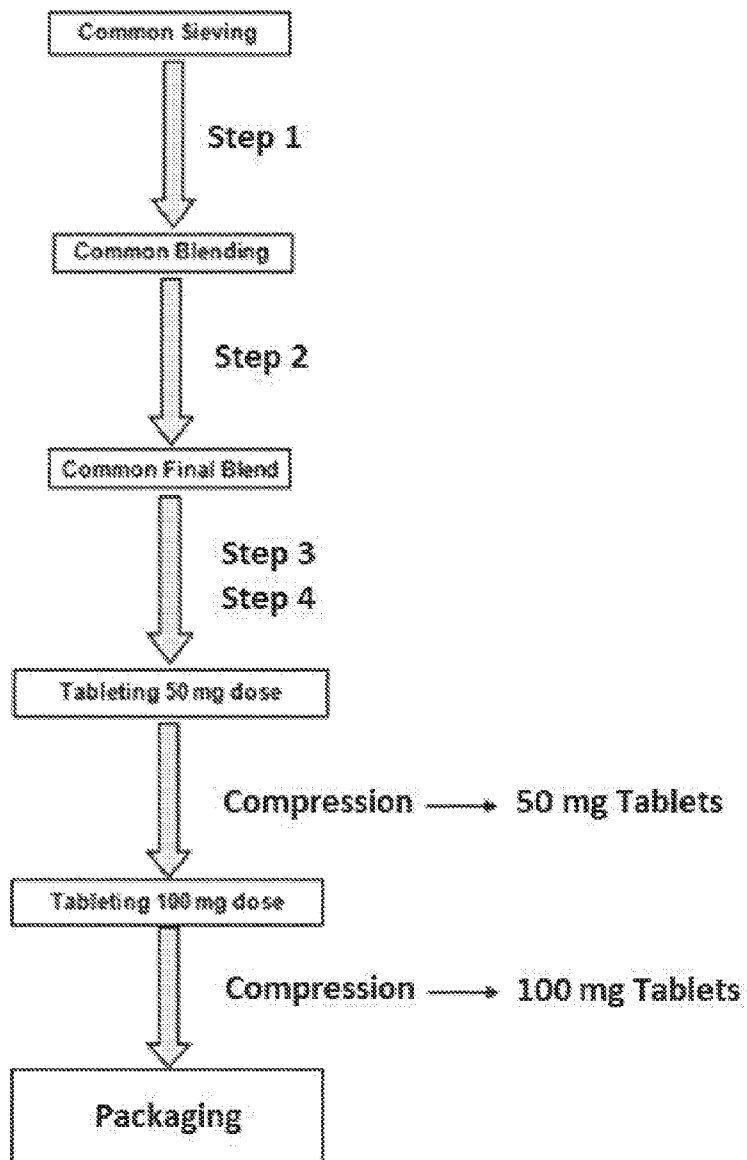 Common Sieving
Step 1
Common Blending
Step 2
Common Final Blend
Step 3
Step 4
Tableting 50 mg dose
Compression → 50 mg Tablets
Tableting 100 mg dose
Compression → 100 mg Tablets
Packaging